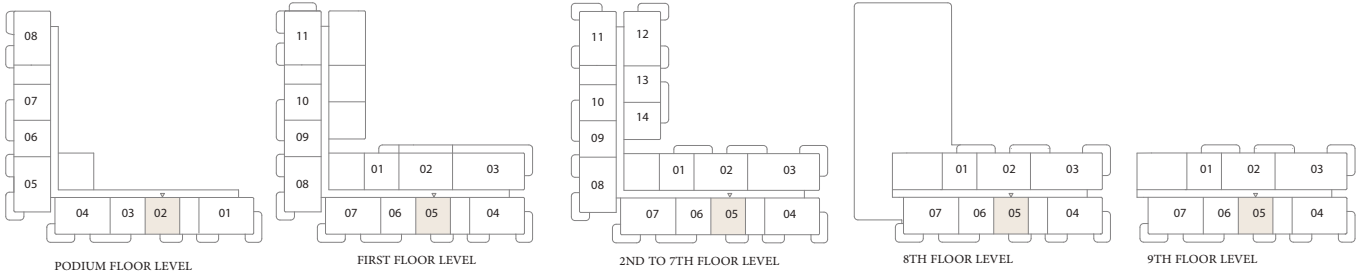 08
07
06
05
04 03 02 01
PODIUM FLOOR LEVEL
11
10
09
08
01 02 03
07 06 05 04
FIRST FLOOR LEVEL
11 12
13
10
14
09
08
01 02 03
07 06 05 04
2ND TO 7TH FLOOR LEVEL
01 02 03
07 06 05 04
8TH FLOOR LEVEL
01 02 03
07 06 05 04
9TH FLOOR LEVEL